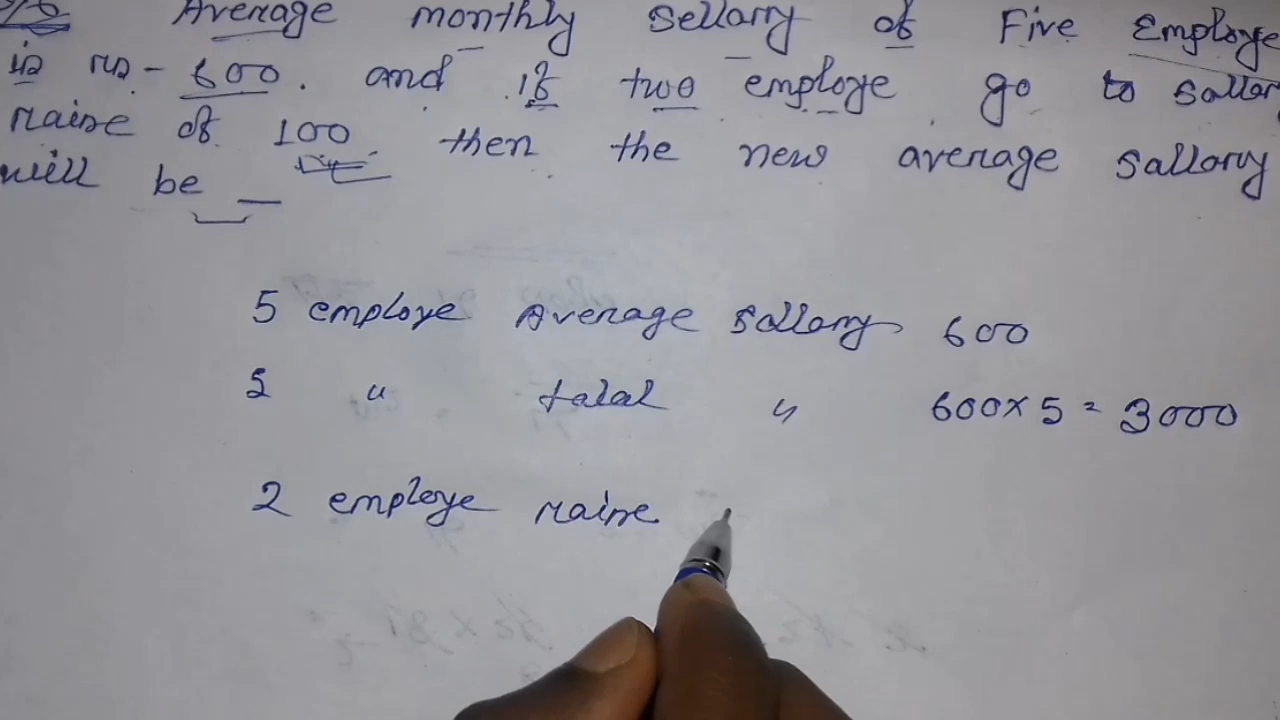 Average monthly Sellary of Five Employe
is rs - 600. and if two employe go to Sallar
raise of 100 then the new average Sallary
will be _
5 employe Average Sallary 600
5 " total " 600 x 5 = 3000
2 employe raise